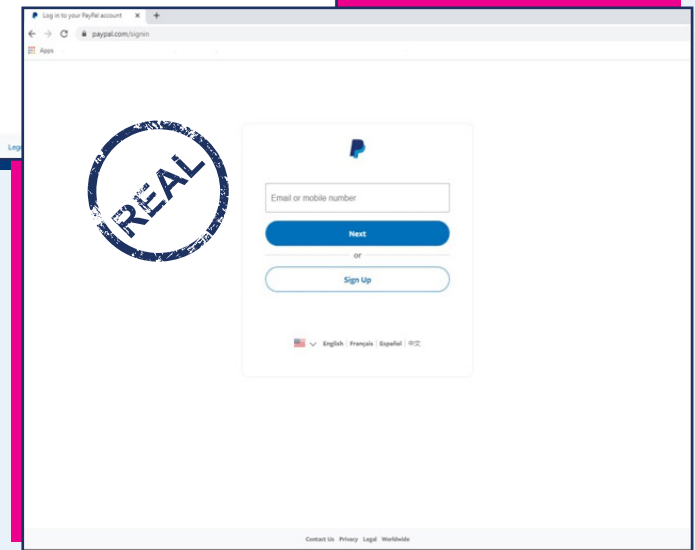 Log in to your PayPal account
paypal.com/signin
Apps
Lega
REAL
Email or mobile number
Next
or
Sign Up
English | Français | Español | 中文
Contact Us Privacy Legal Worldwide